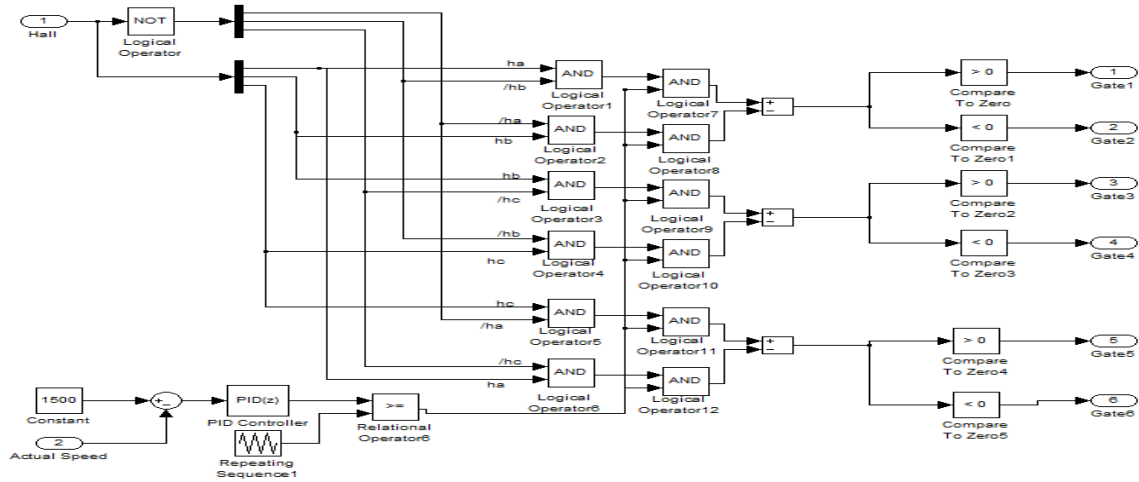 1
Hall
NOT
Logical
Operator
ha
/hb
AND
Logical
Operator1
AND
Logical
Operator7
+
−
> 0
Compare
To Zero
1
Gate1
/ha
hb
AND
Logical
Operator2
AND
Logical
Operator8
< 0
Compare
To Zero1
2
Gate2
hb
/hc
AND
Logical
Operator3
AND
Logical
Operator9
+
−
> 0
Compare
To Zero2
3
Gate3
/hb
hc
AND
Logical
Operator4
AND
Logical
Operator10
< 0
Compare
To Zero3
4
Gate4
hc
/ha
AND
Logical
Operator5
AND
Logical
Operator11
+
−
> 0
Compare
To Zero4
5
Gate5
/hc
ha
AND
Logical
Operator6
AND
Logical
Operator12
< 0
Compare
To Zero5
6
Gate6
1500
Constant
+
−
PID(z)
PID Controller
>=
Relational
Operator6
2
Actual Speed
Repeating
Sequence1